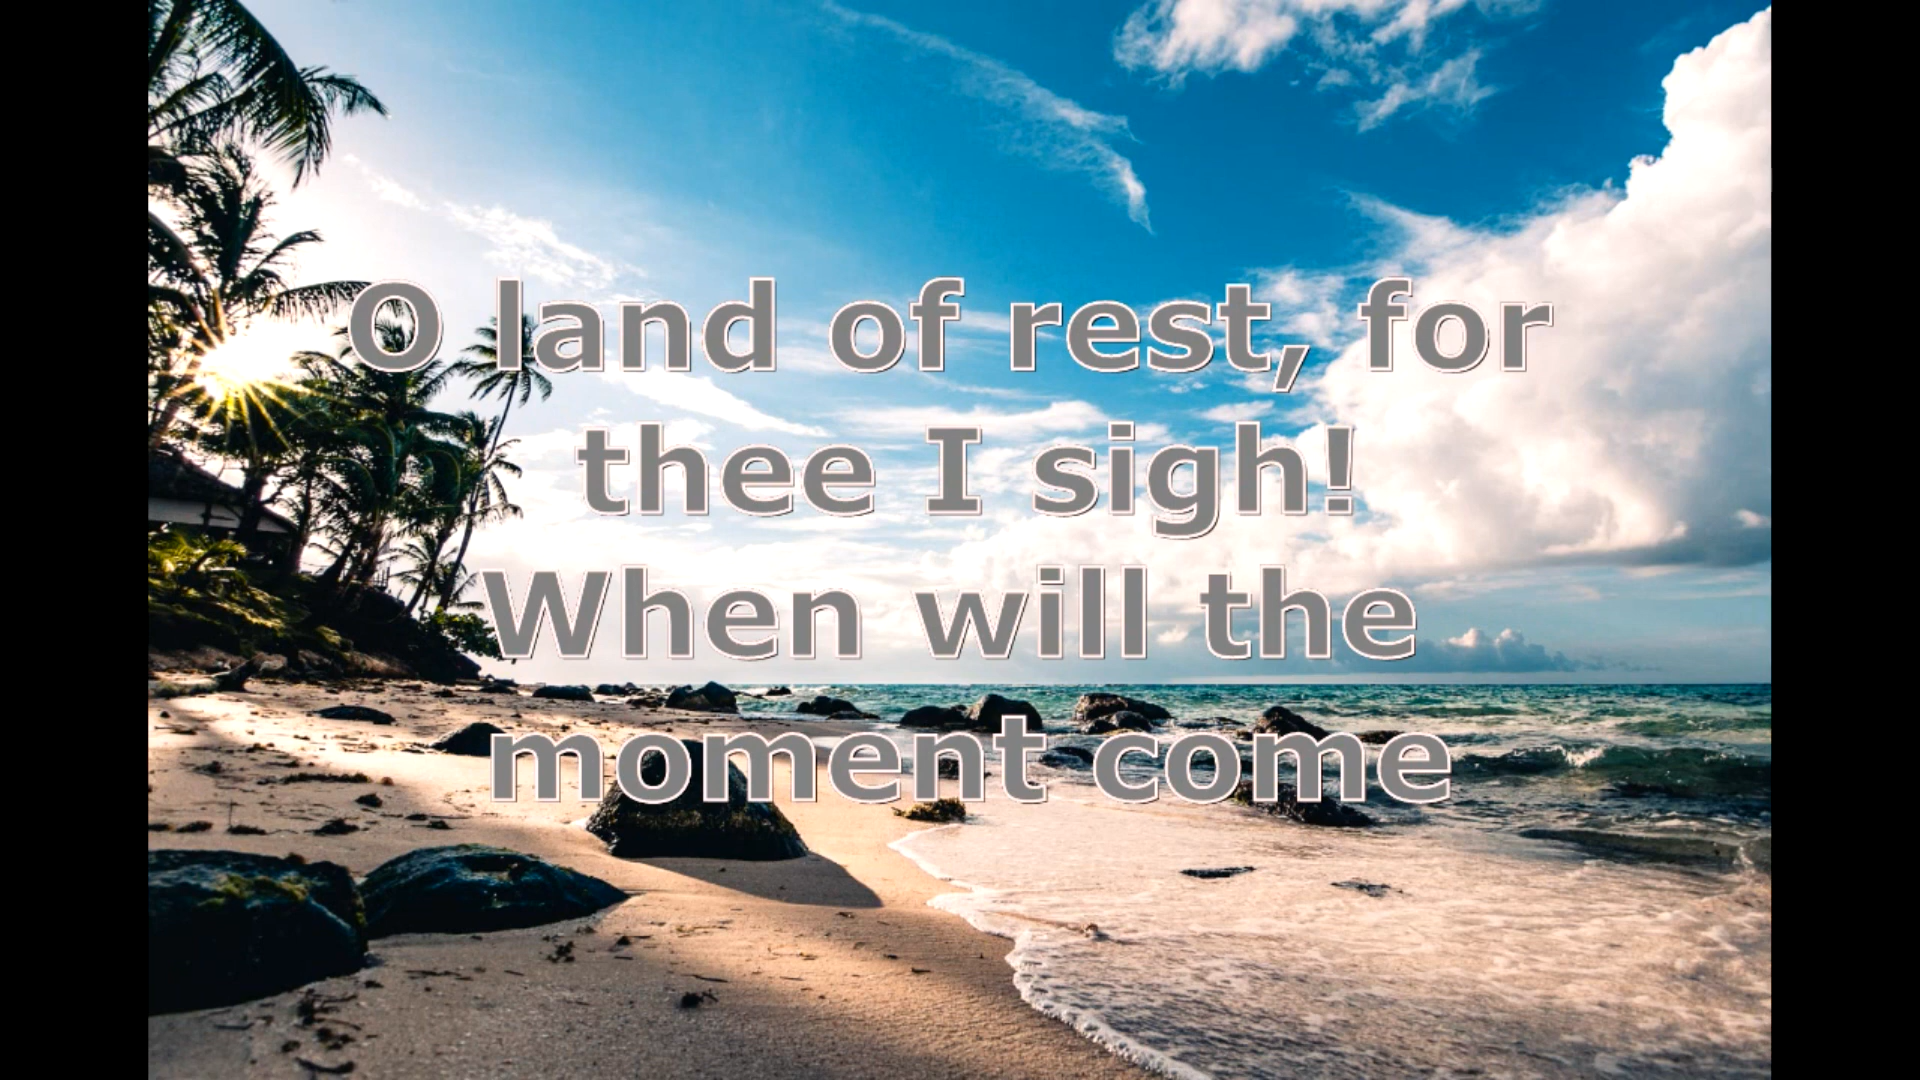 O land of rest, for
thee I sigh!
When will the
moment come